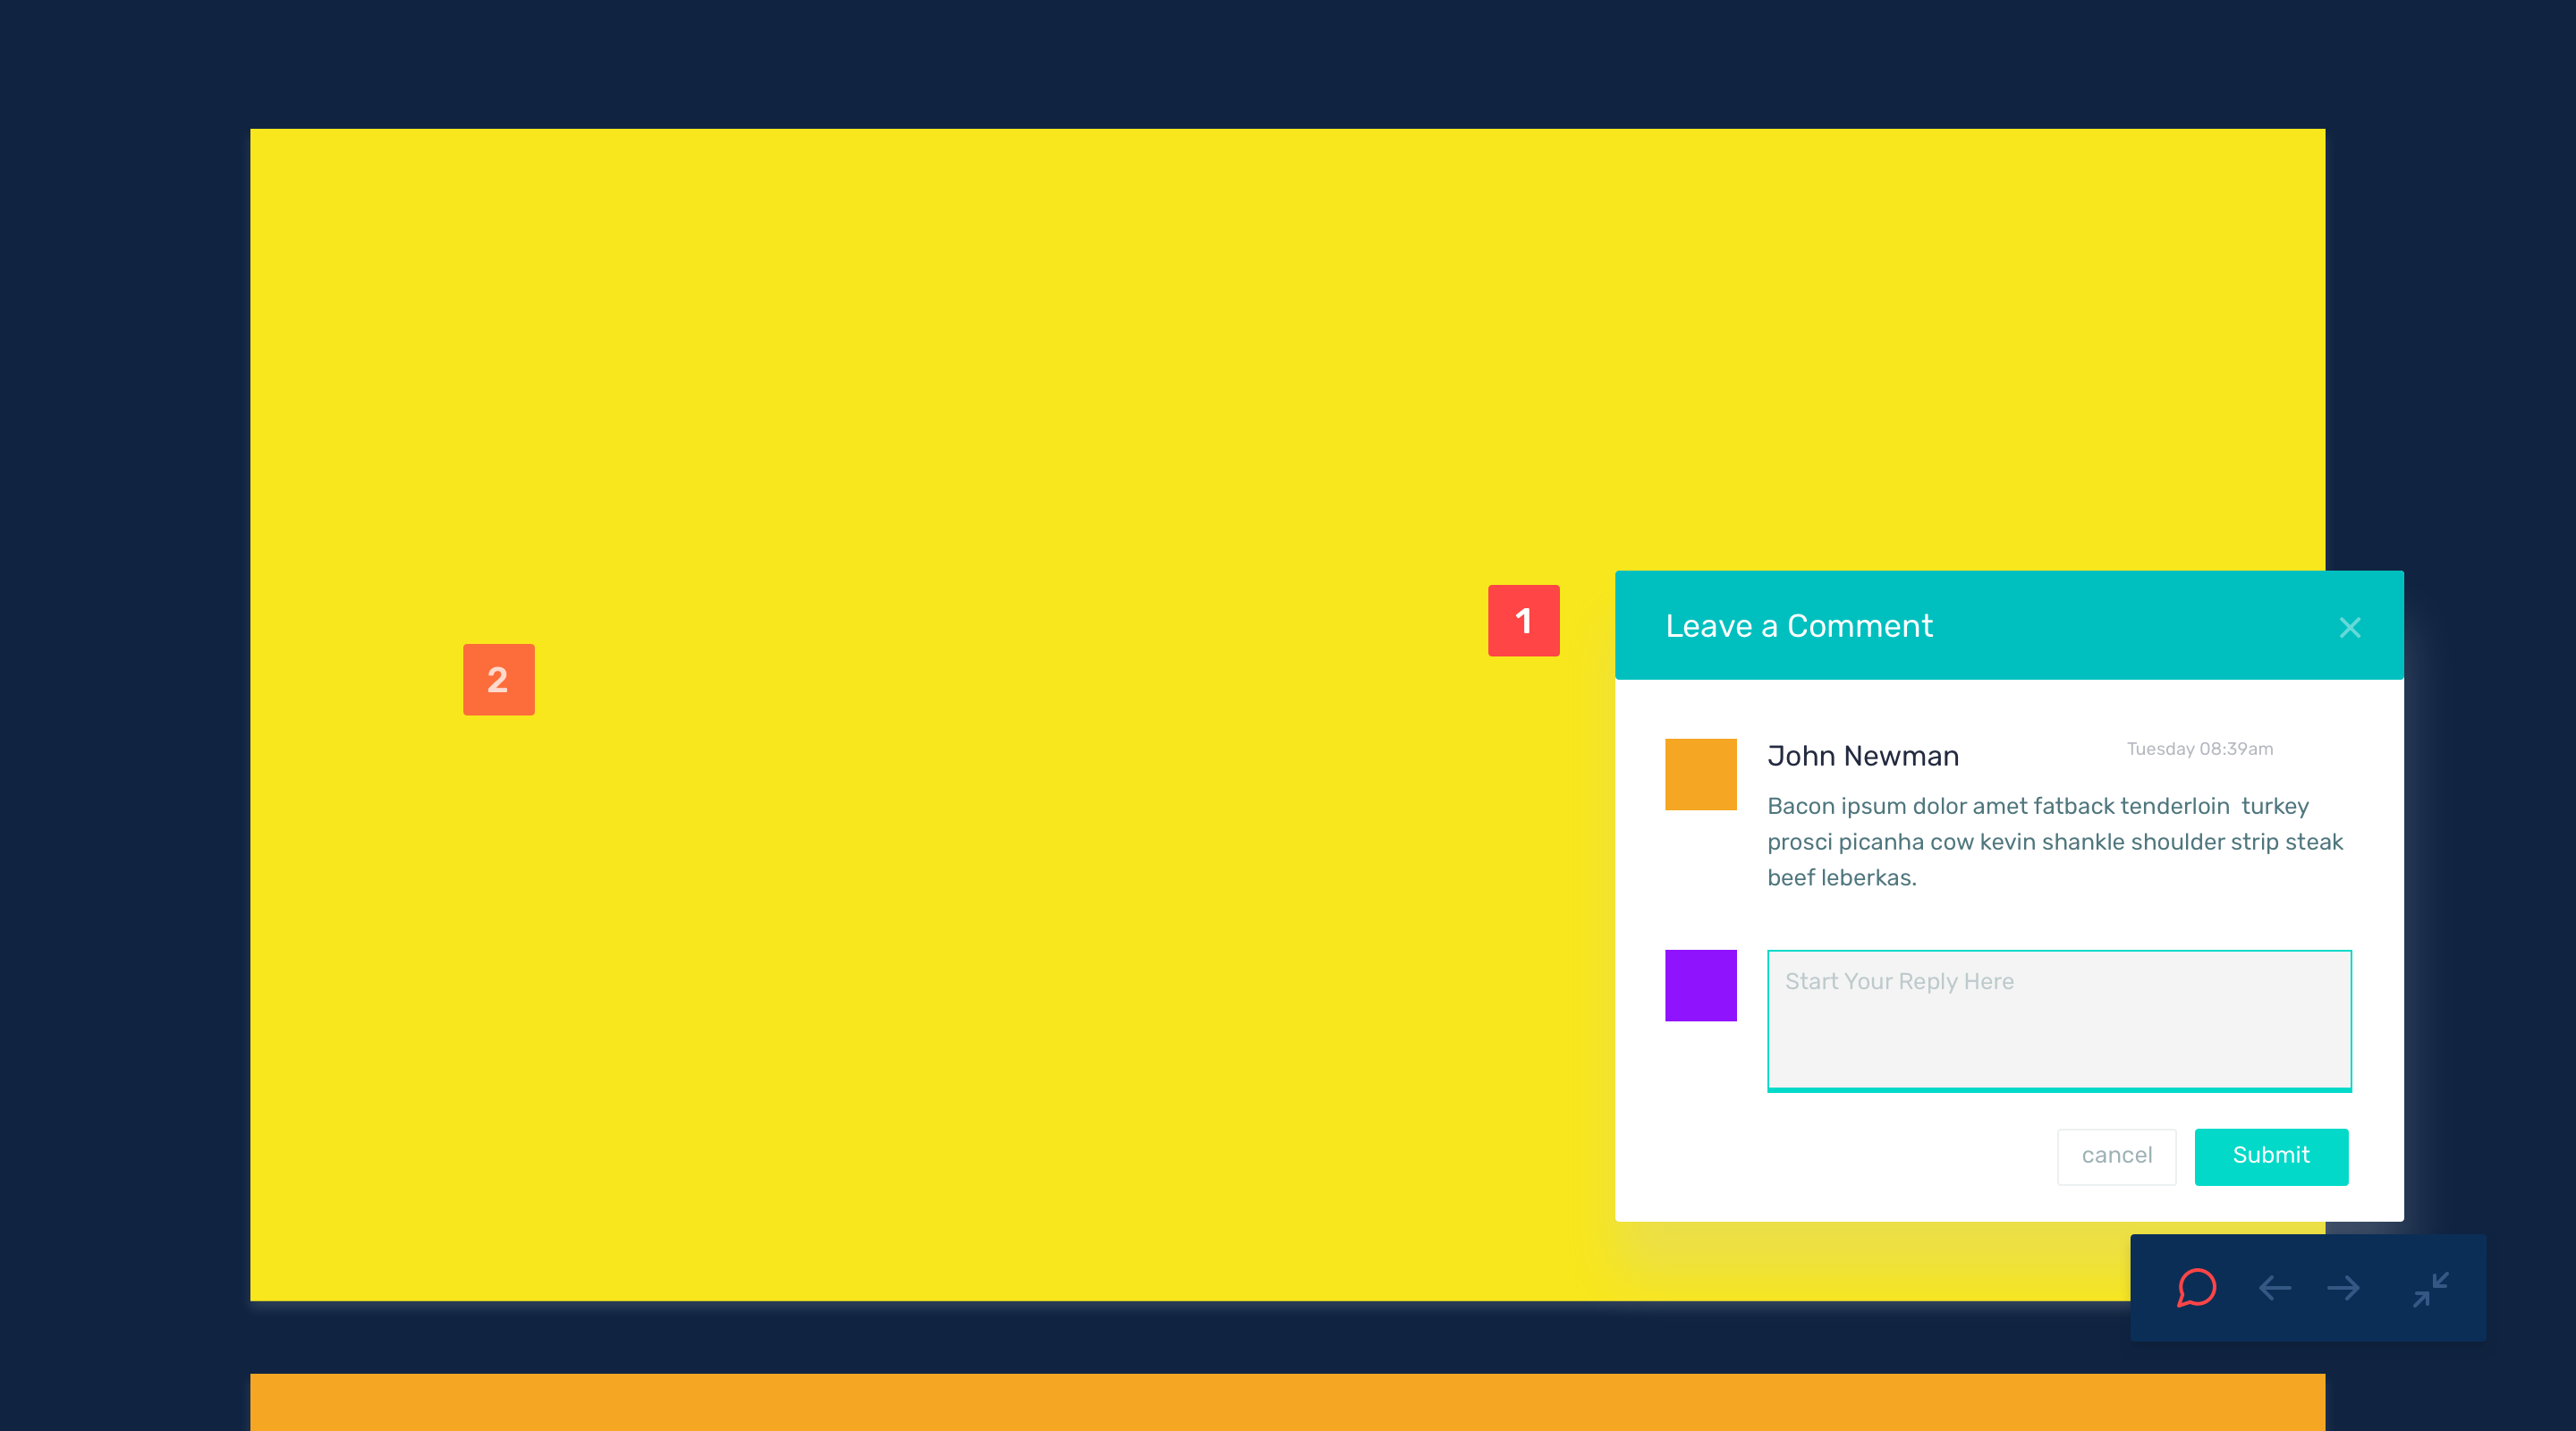 1
2
Leave a Comment
John Newman
Tuesday 08:39am
Bacon ipsum dolor amet fatback tenderloin  turkey
prosci picanha cow kevin shankle shoulder strip steak
beef leberkas.
Start Your Reply Here
cancel
Submit